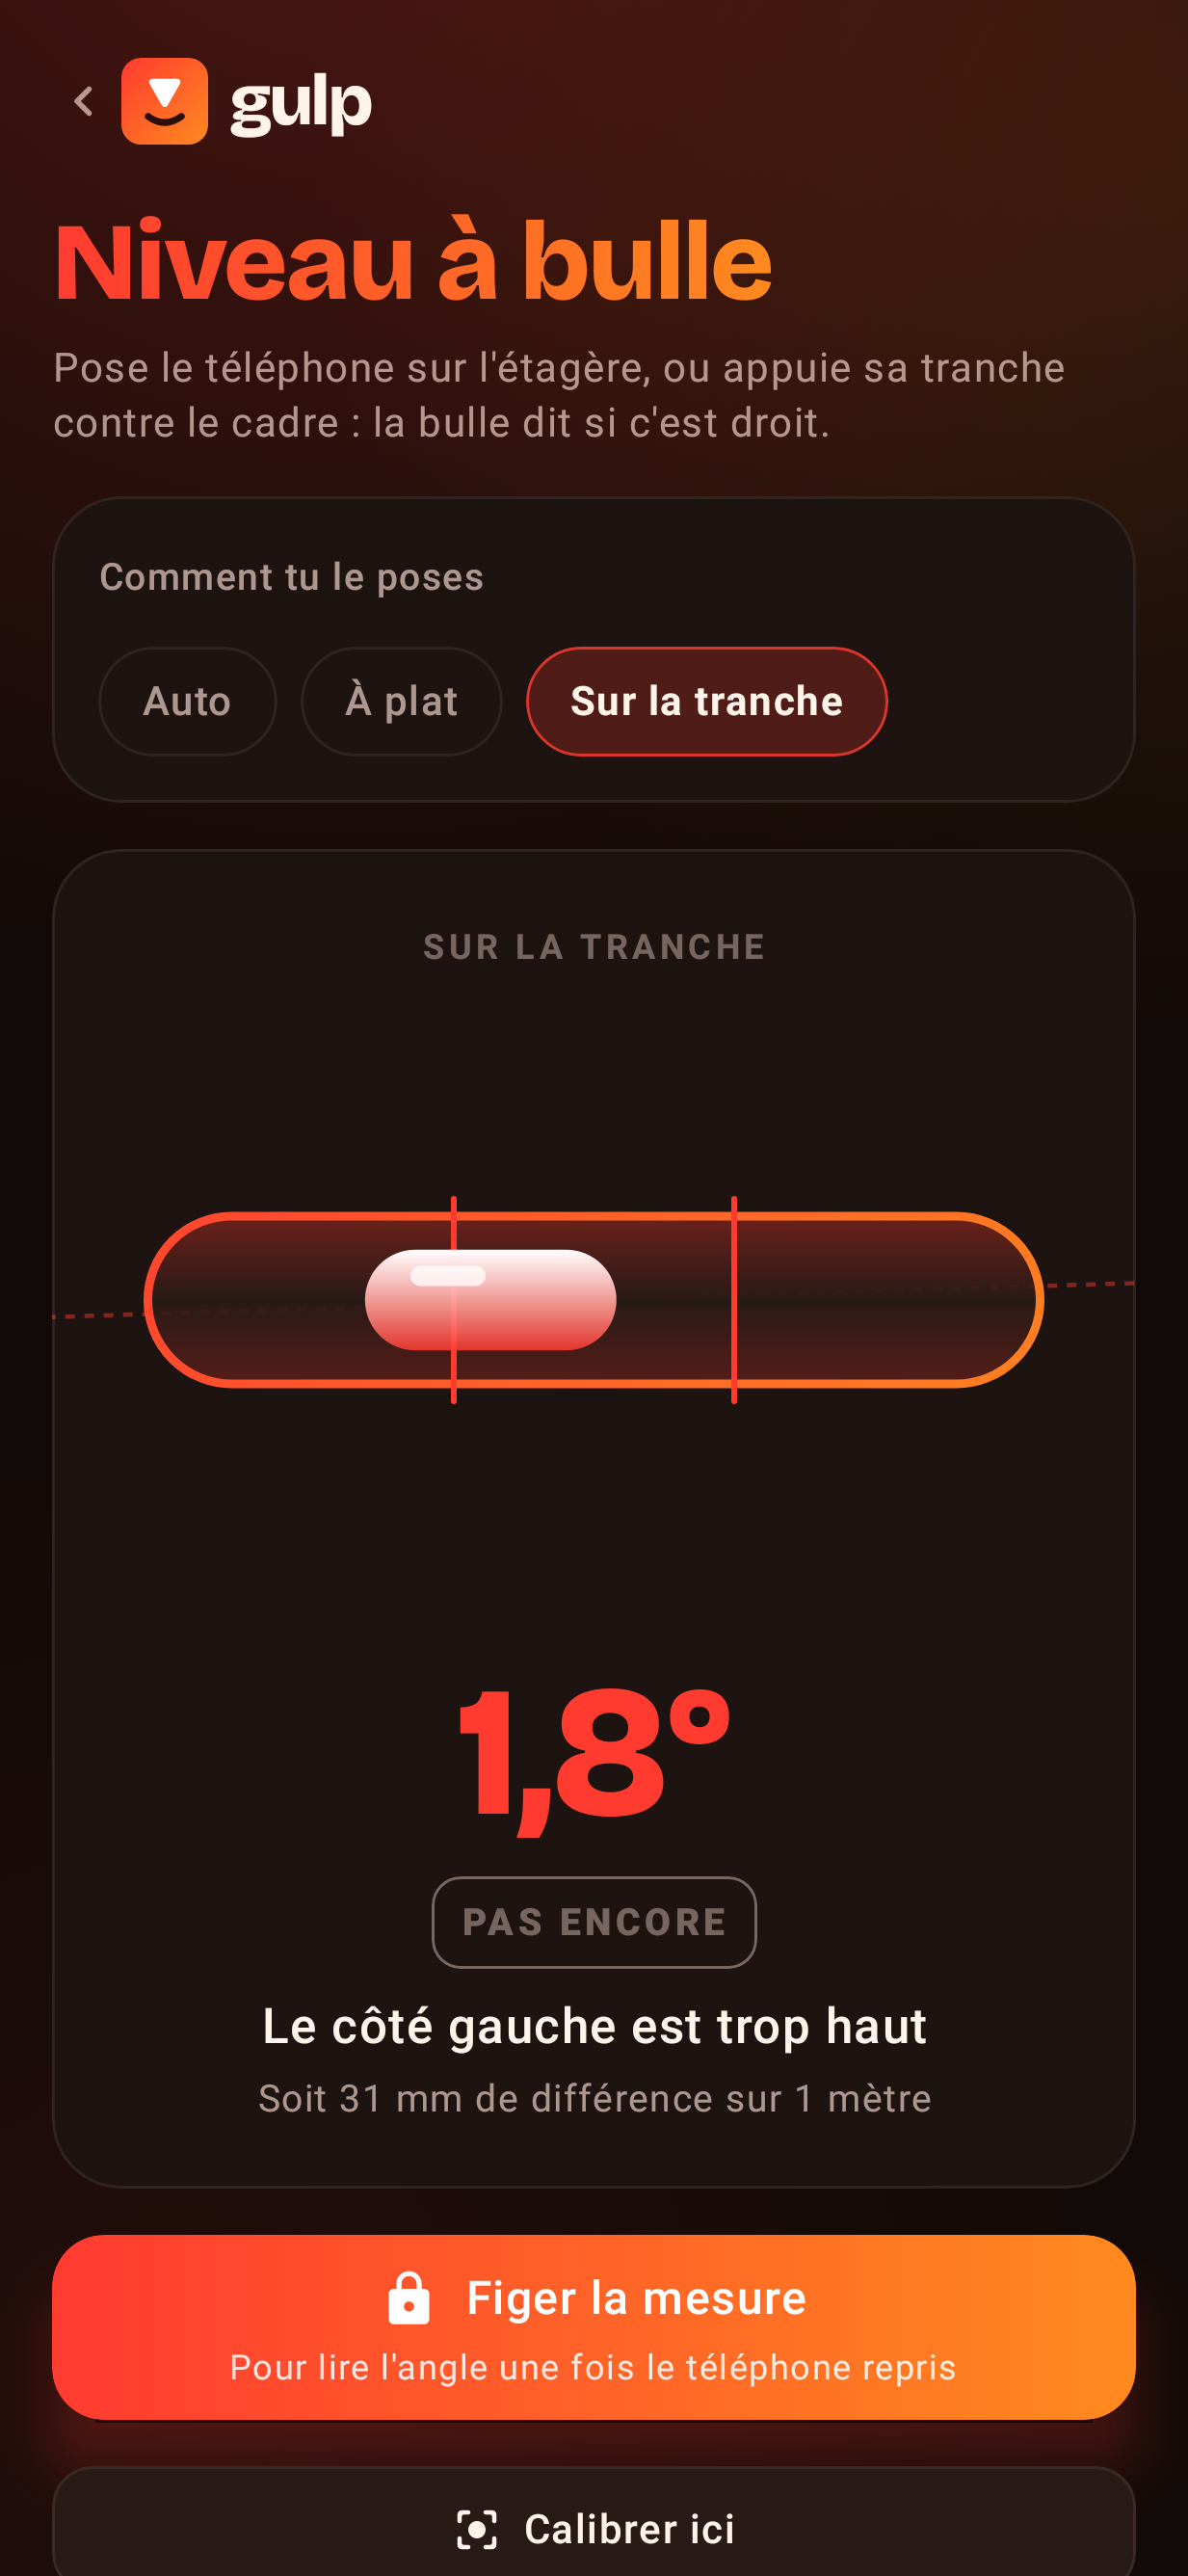 gulp
Niveau à bulle
Pose le téléphone sur l'étagère, ou appuie sa tranche
contre le cadre : la bulle dit si c'est droit.
Comment tu le poses
Auto
À plat
Sur la tranche
SUR LA TRANCHE
1,8°
PAS ENCORE
Le côté gauche est trop haut
Soit 31 mm de différence sur 1 mètre
Figer la mesure
Pour lire l'angle une fois le téléphone repris
Calibrer ici